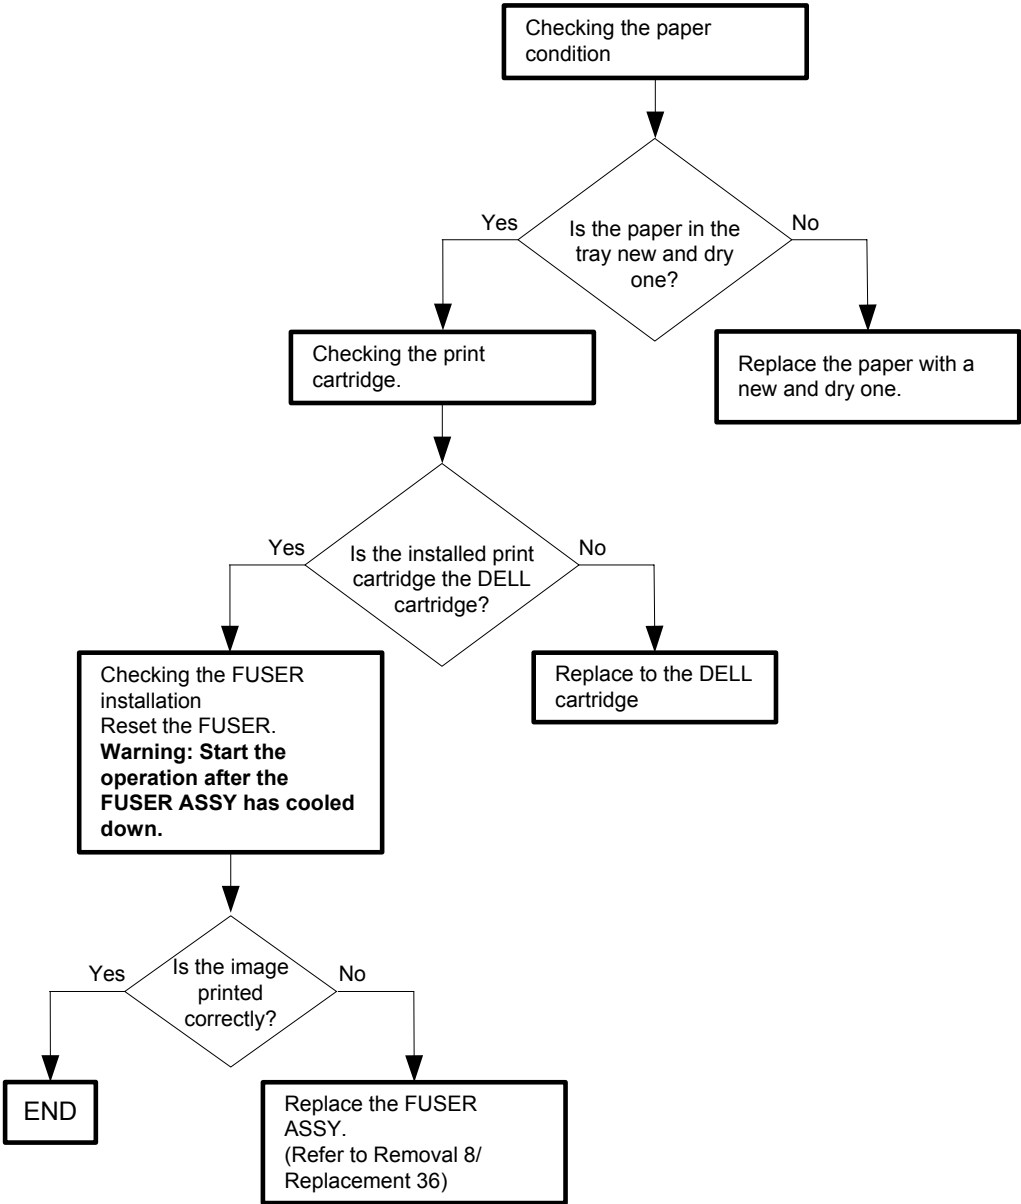 Checking the paper
condition
Yes
Is the paper in the
tray new and dry
one?
No
Checking the print
cartridge.
Replace the paper with a
new and dry one.
Yes
Is the installed print
cartridge the DELL
cartridge?
No
Checking the FUSER
installation
Reset the FUSER.
Warning: Start the
operation after the
FUSER ASSY has cooled
down.
Replace to the DELL
cartridge
Yes
Is the image
printed
correctly?
No
END
Replace the FUSER
ASSY.
(Refer to Removal 8/
Replacement 36)